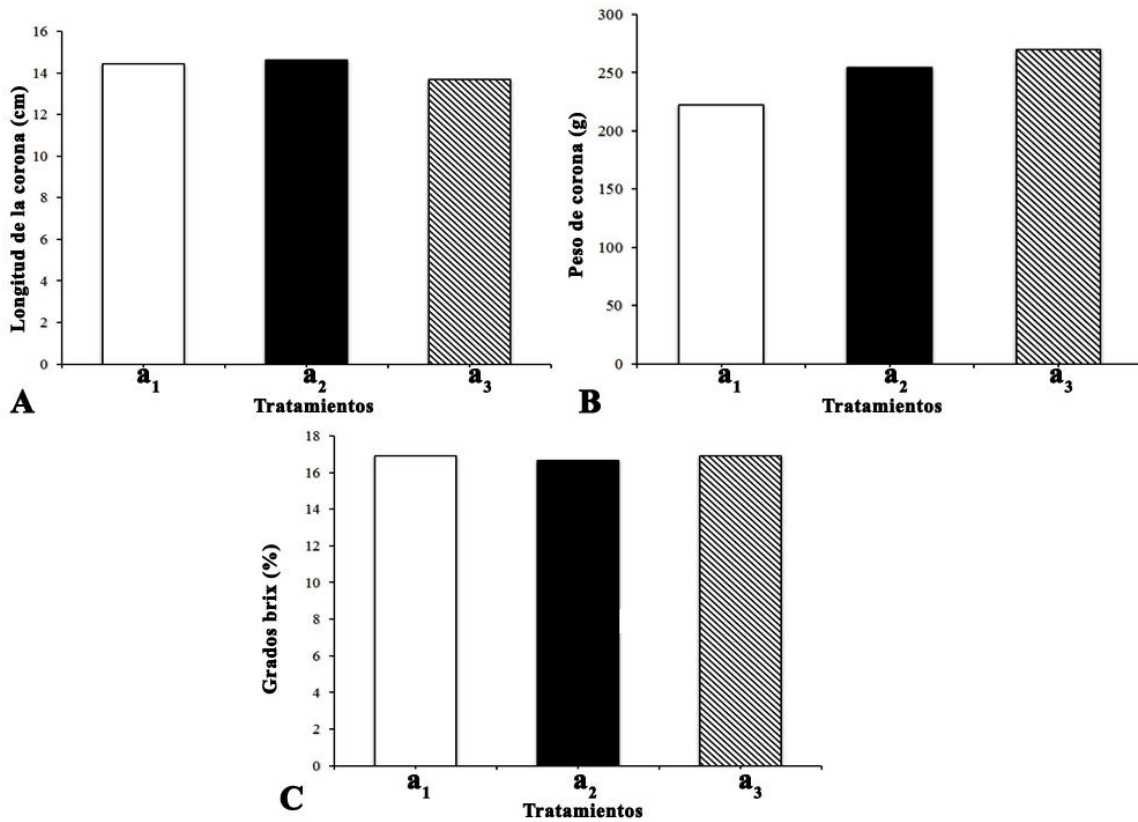 Longitud de la corona (cm)
16
14
12
10
8
6
4
2
0
a1 a2 a3
Tratamientos
A
Peso de corona (g)
300
250
200
150
100
50
0
a1 a2 a3
Tratamientos
B
Grados brix (%)
18
16
14
12
10
8
6
4
2
0
a1 a2 a3
Tratamientos
C